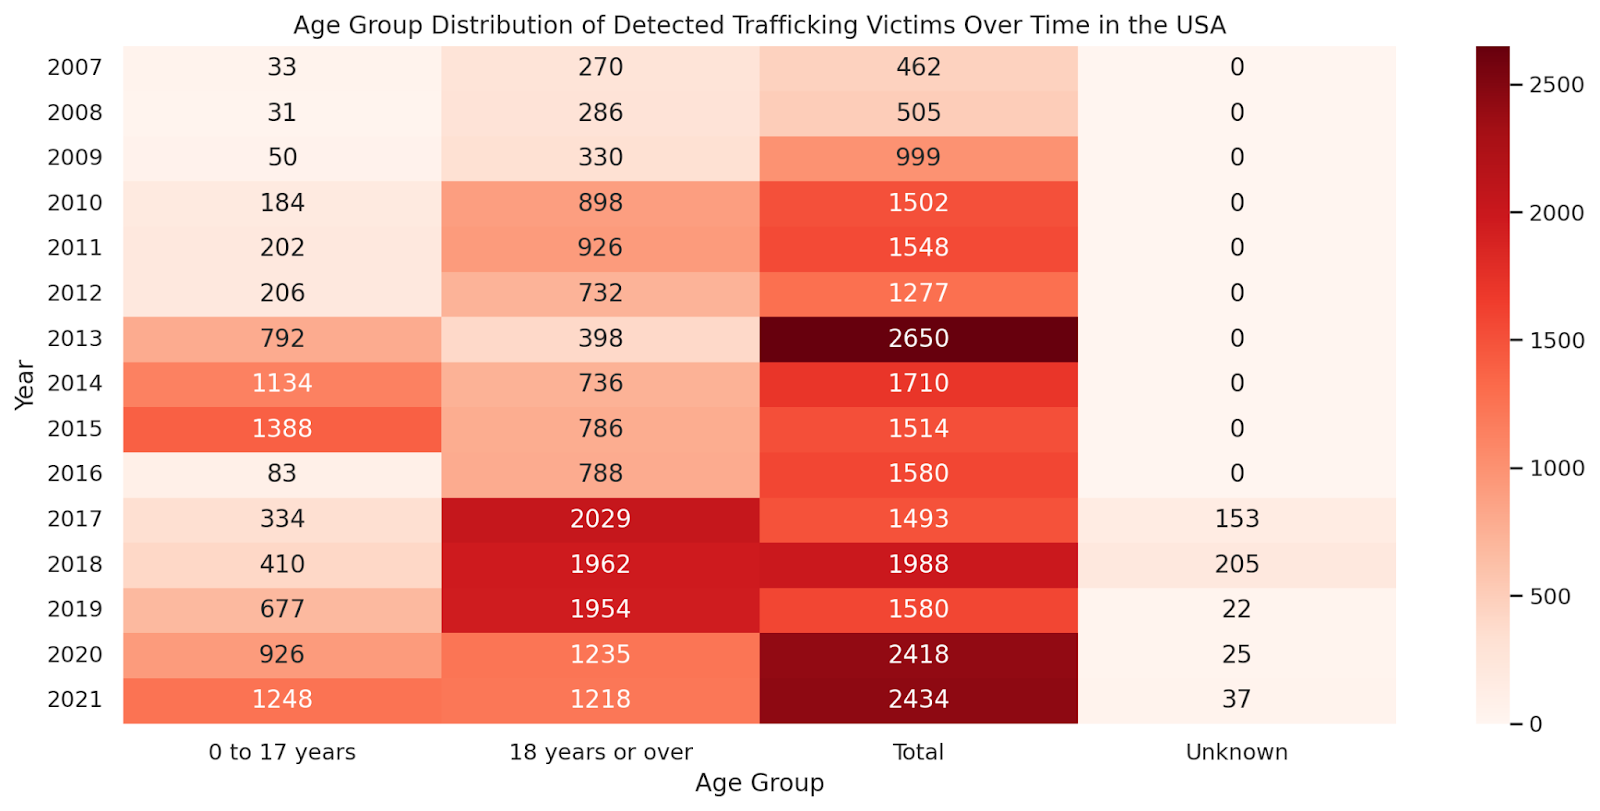 Age Group Distribution of Detected Trafficking Victims Over Time in the USA
2007 33 270 462 0
2008 31 286 505 0
2009 50 330 999 0
2010 184 898 1502 0
2011 202 926 1548 0
2012 206 732 1277 0
2013 792 398 2650 0
2014 1134 736 1710 0
2015 1388 786 1514 0
2016 83 788 1580 0
2017 334 2029 1493 153
2018 410 1962 1988 205
2019 677 1954 1580 22
2020 926 1235 2418 25
2021 1248 1218 2434 37
Year
0 to 17 years 18 years or over Total Unknown
Age Group
2500
2000
1500
1000
500
0